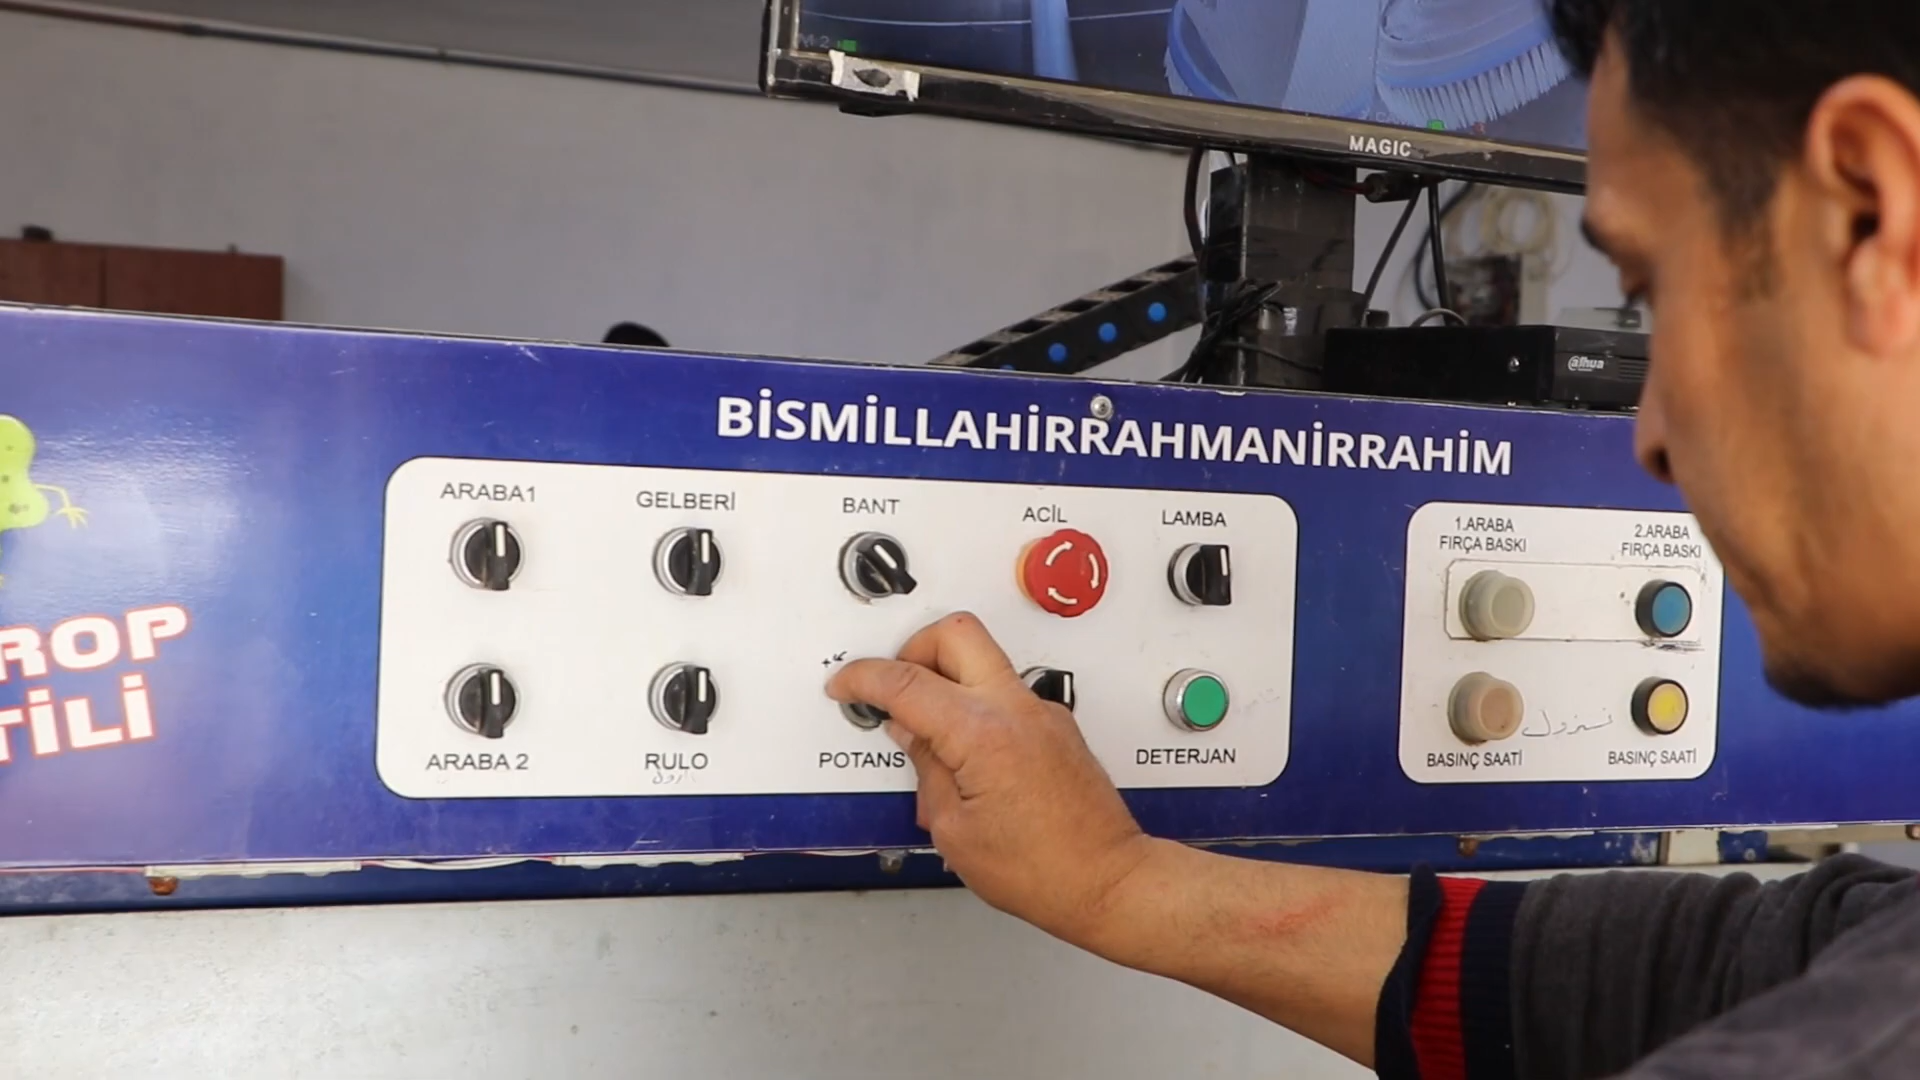 MAGIC
alhua
BİSMİLLAHİRRAHMANİRRAHİM
ARABA1
GELBERİ
BANT
ACİL
LAMBA
1.ARABA
FIRÇA BASKI
2.ARABA
FIRÇA BASKI
ROP
TİLİ
ARABA 2
RULO
POTANS
DETERJAN
BASINÇ SAATİ
BASINÇ SAATİ